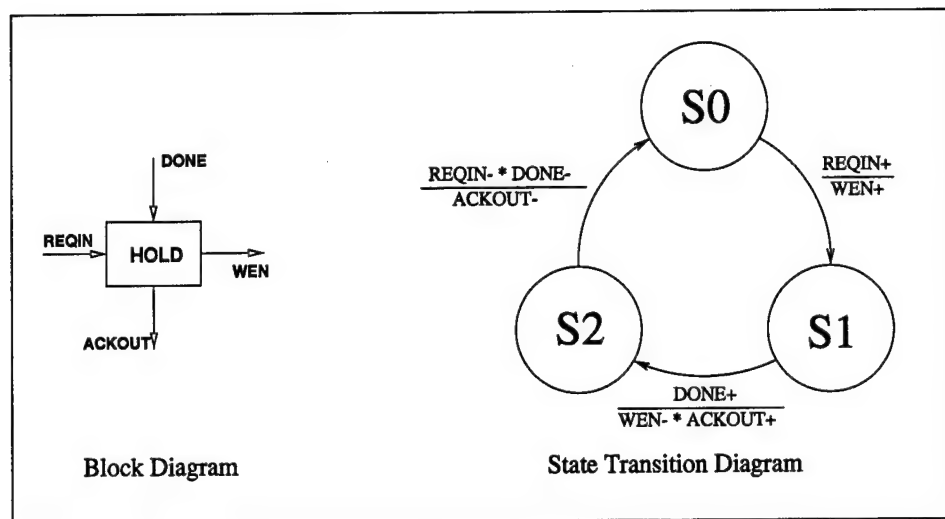 DONE
REQIN
HOLD
WEN
ACKOUT
Block Diagram
S0
REQIN- * DONE-
ACKOUT-
REQIN+
WEN+
S2
S1
DONE+
WEN- * ACKOUT+
State Transition Diagram